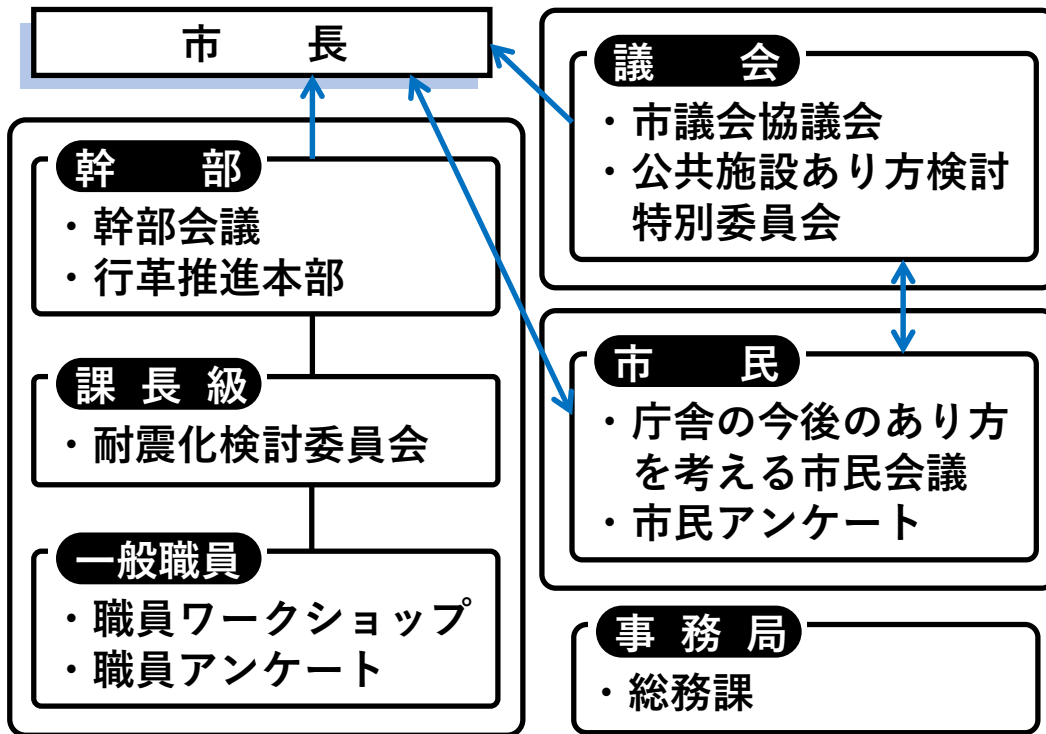 市　長
幹　部
・幹部会議
・行革推進本部
課長級
・耐震化検討委員会
一般職員
・職員ワークショップ
・職員アンケート
議　会
・市議会協議会
・公共施設あり方検討
特別委員会
市　民
・庁舎の今後のあり方
を考える市民会議
・市民アンケート
事務局
・総務課